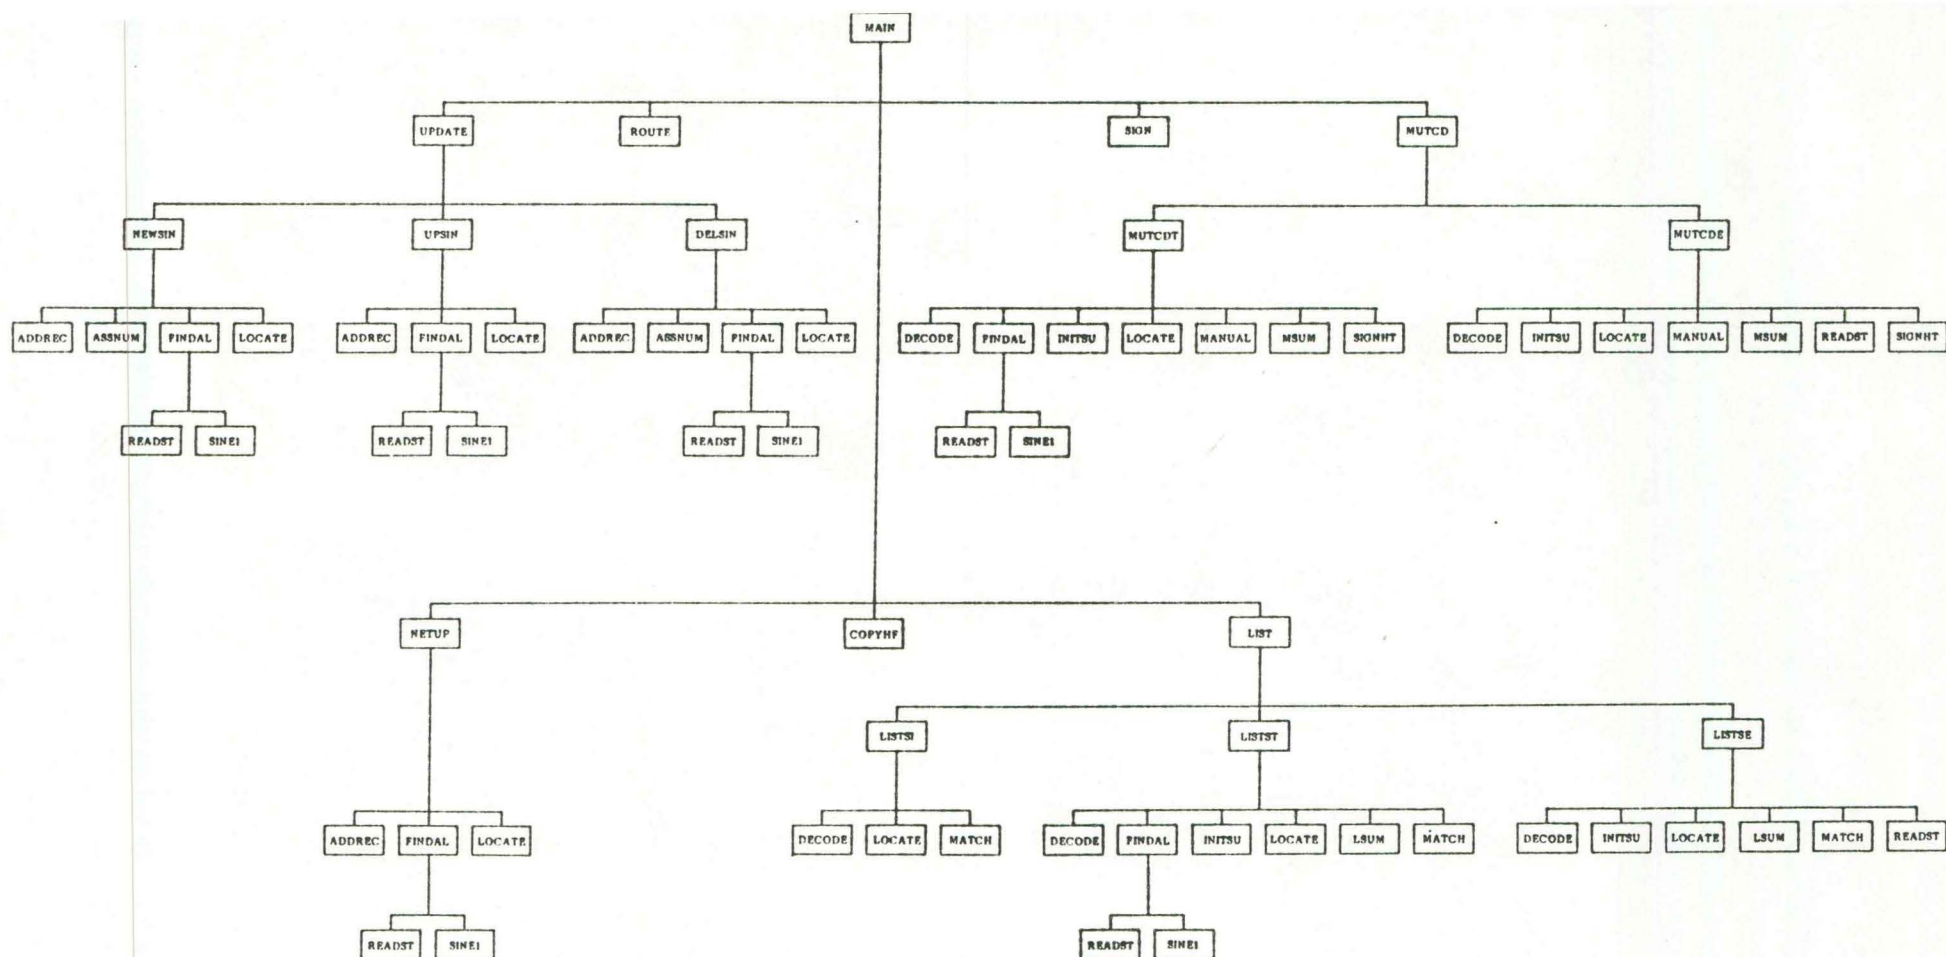 MAIN
UPDATE ROUTE SIGN MUTCD
NEWSIN UPSIN DELSIN MUTCDT MUTCDE
ADDREC ASSNUM FINDAL LOCATE ADDREC FINDAL LOCATE ADDREC ASSNUM FINDAL LOCATE DECODE FINDAL INITSU LOCATE MANUAL MSUM SIGNHT DECODE INITSU LOCATE MANUAL MSUM READST SIGNHT
READST SINE1 READST SINE1 READST SINE1 READST SINE1
NETUP COPYHF LIST
LISTSI LISTST LISTSE
ADDREC FINDAL LOCATE DECODE LOCATE MATCH DECODE FINDAL INITSU LOCATE LSUM MATCH DECODE INITSU LOCATE LSUM MATCH READST
READST SINE1 READST SINE1